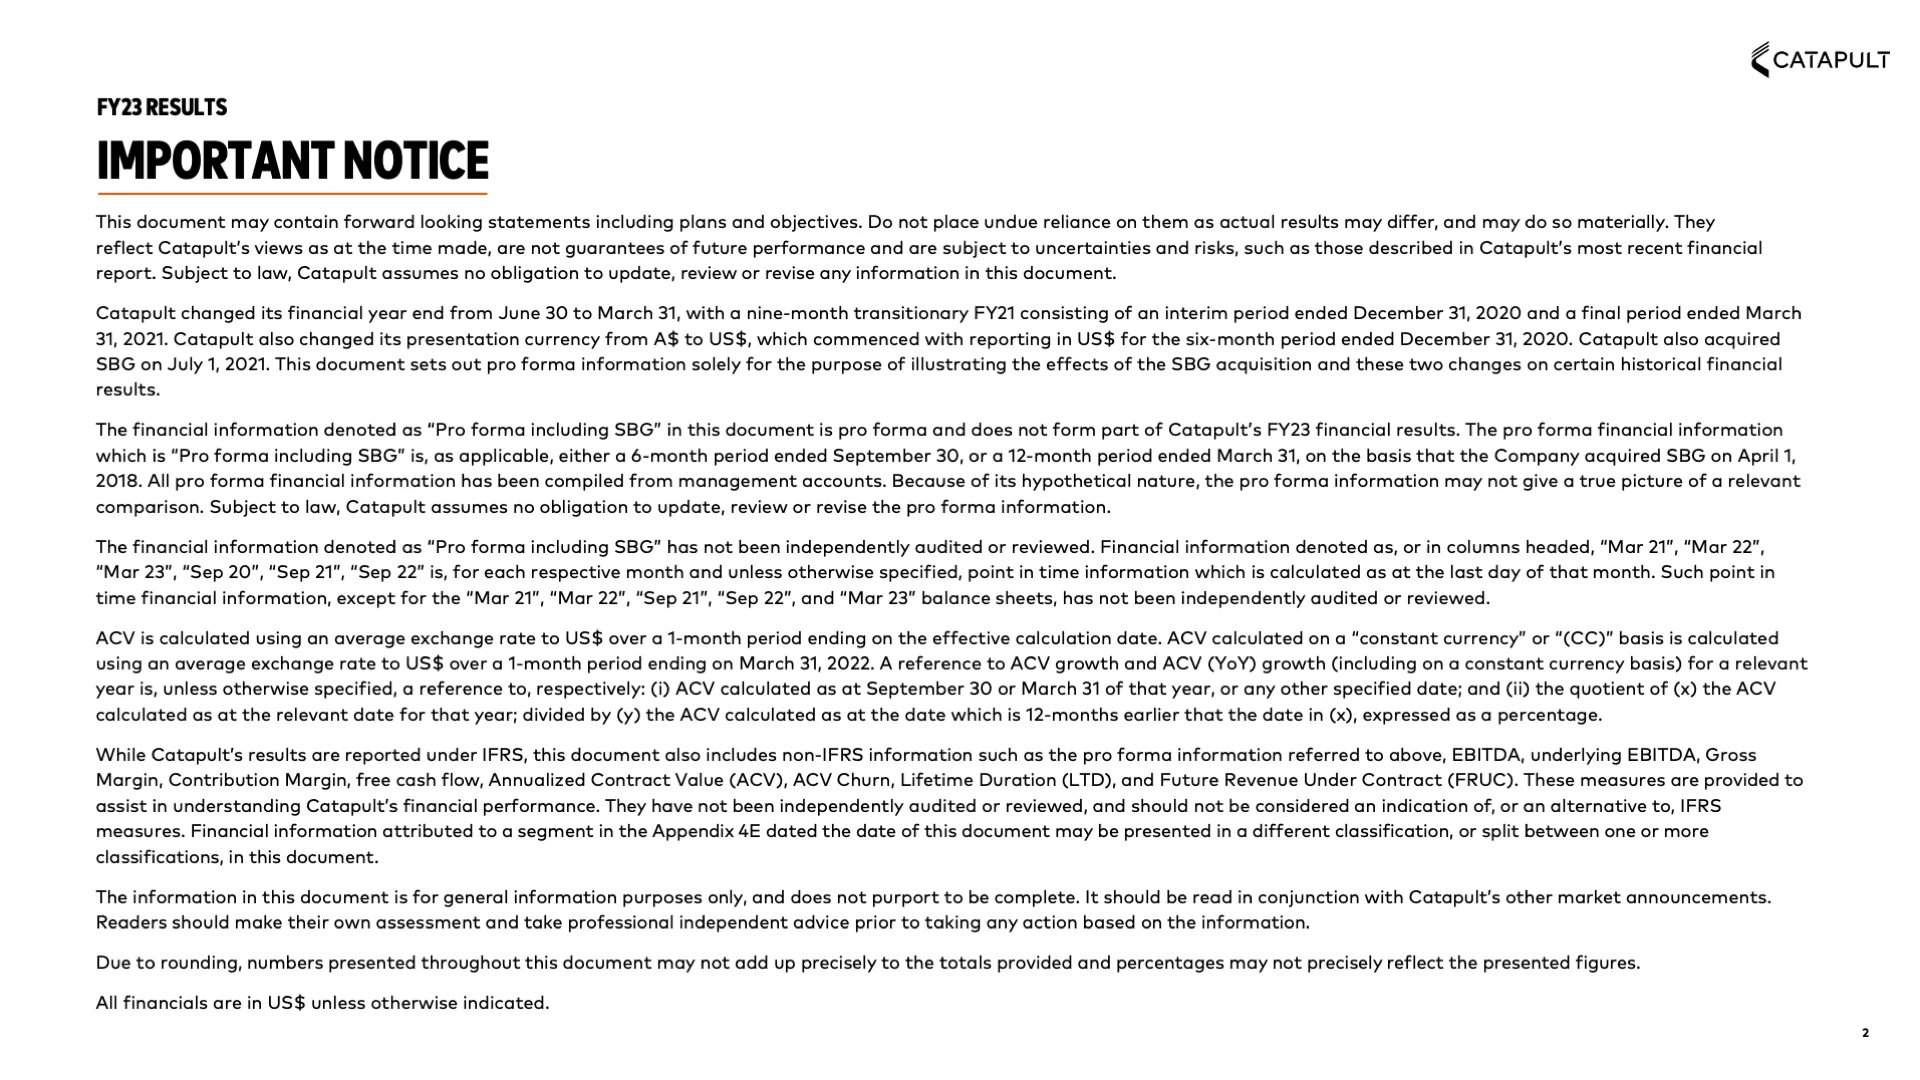 CATAPULT
FY23 RESULTS
IMPORTANT NOTICE
This document may contain forward looking statements including plans and objectives. Do not place undue reliance on them as actual results may differ, and may do so materially. They
reflect Catapult’s views as at the time made, are not guarantees of future performance and are subject to uncertainties and risks, such as those described in Catapult’s most recent financial
report. Subject to law, Catapult assumes no obligation to update, review or revise any information in this document.
Catapult changed its financial year end from June 30 to March 31, with a nine-month transitionary FY21 consisting of an interim period ended December 31, 2020 and a final period ended March
31, 2021. Catapult also changed its presentation currency from A$ to US$, which commenced with reporting in US$ for the six-month period ended December 31, 2020. Catapult also acquired
SBG on July 1, 2021. This document sets out pro forma information solely for the purpose of illustrating the effects of the SBG acquisition and these two changes on certain historical financial
results.
The financial information denoted as “Pro forma including SBG” in this document is pro forma and does not form part of Catapult’s FY23 financial results. The pro forma financial information
which is “Pro forma including SBG” is, as applicable, either a 6-month period ended September 30, or a 12-month period ended March 31, on the basis that the Company acquired SBG on April 1,
2018. All pro forma financial information has been compiled from management accounts. Because of its hypothetical nature, the pro forma information may not give a true picture of a relevant
comparison. Subject to law, Catapult assumes no obligation to update, review or revise the pro forma information.
The financial information denoted as “Pro forma including SBG” has not been independently audited or reviewed. Financial information denoted as, or in columns headed, “Mar 21”, “Mar 22”,
“Mar 23”, “Sep 20”, “Sep 21”, “Sep 22” is, for each respective month and unless otherwise specified, point in time information which is calculated as at the last day of that month. Such point in
time financial information, except for the “Mar 21”, “Mar 22”, “Sep 21”, “Sep 22”, and “Mar 23” balance sheets, has not been independently audited or reviewed.
ACV is calculated using an average exchange rate to US$ over a 1-month period ending on the effective calculation date. ACV calculated on a “constant currency” or “(CC)” basis is calculated
using an average exchange rate to US$ over a 1-month period ending on March 31, 2022. A reference to ACV growth and ACV (YoY) growth (including on a constant currency basis) for a relevant
year is, unless otherwise specified, a reference to, respectively: (i) ACV calculated as at September 30 or March 31 of that year, or any other specified date; and (ii) the quotient of (x) the ACV
calculated as at the relevant date for that year; divided by (y) the ACV calculated as at the date which is 12-months earlier that the date in (x), expressed as a percentage.
While Catapult’s results are reported under IFRS, this document also includes non-IFRS information such as the pro forma information referred to above, EBITDA, underlying EBITDA, Gross
Margin, Contribution Margin, free cash flow, Annualized Contract Value (ACV), ACV Churn, Lifetime Duration (LTD), and Future Revenue Under Contract (FRUC). These measures are provided to
assist in understanding Catapult’s financial performance. They have not been independently audited or reviewed, and should not be considered an indication of, or an alternative to, IFRS
measures. Financial information attributed to a segment in the Appendix 4E dated the date of this document may be presented in a different classification, or split between one or more
classifications, in this document.
The information in this document is for general information purposes only, and does not purport to be complete. It should be read in conjunction with Catapult’s other market announcements.
Readers should make their own assessment and take professional independent advice prior to taking any action based on the information.
Due to rounding, numbers presented throughout this document may not add up precisely to the totals provided and percentages may not precisely reflect the presented figures.
All financials are in US$ unless otherwise indicated.
2